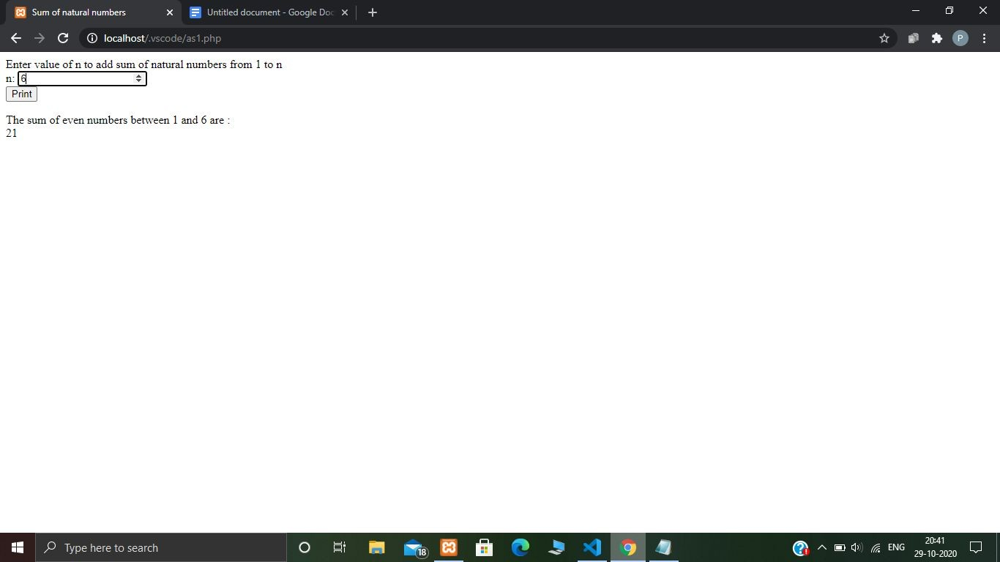 Sum of natural numbers
Untitled document - Google Doc
localhost/.vscode/as1.php
P
Enter value of n to add sum of natural numbers from 1 to n
n: 6
Print
The sum of even numbers between 1 and 6 are :
21
Type here to search
18
ENG
20:41
29-10-2020